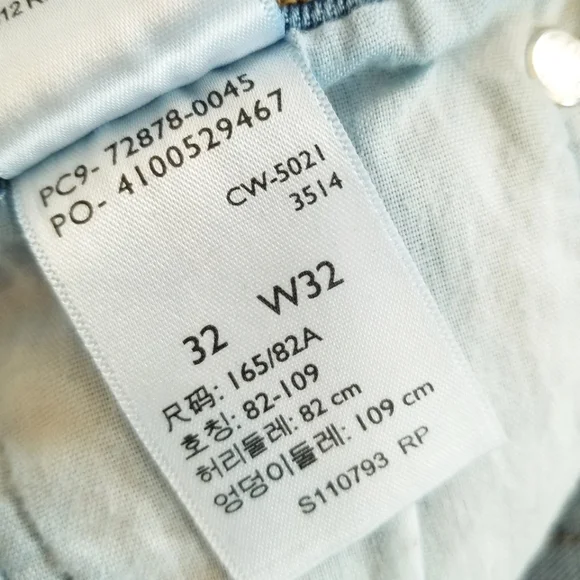 PC9- 72878-0045
PO- 4100529467
CW-5021
3514
32 W32
尺码: 165/82A
호칭: 82-109
허리둘레: 82 cm
엉덩이둘레: 109 cm
S110793 RP